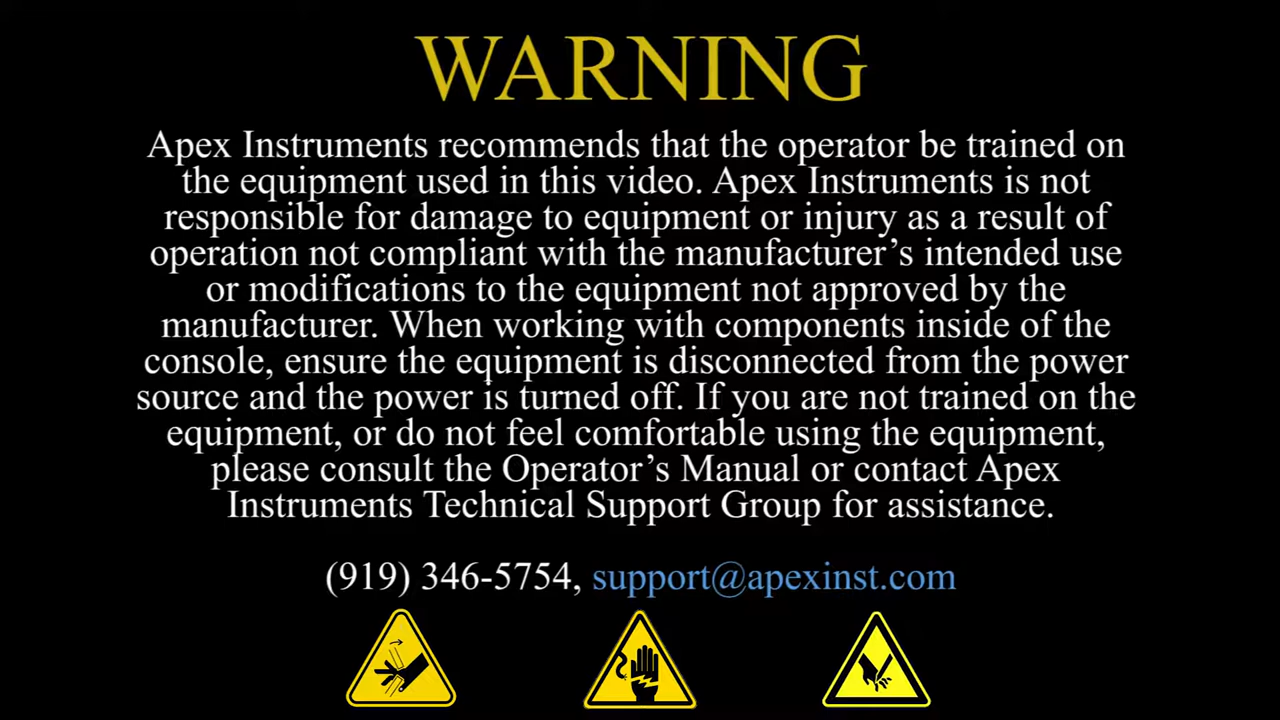 WARNING
Apex Instruments recommends that the operator be trained on
the equipment used in this video. Apex Instruments is not
responsible for damage to equipment or injury as a result of
operation not compliant with the manufacturer’s intended use
or modifications to the equipment not approved by the
manufacturer. When working with components inside of the
console, ensure the equipment is disconnected from the power
source and the power is turned off. If you are not trained on the
equipment, or do not feel comfortable using the equipment,
please consult the Operator’s Manual or contact Apex
Instruments Technical Support Group for assistance.
(919) 346-5754, support@apexinst.com